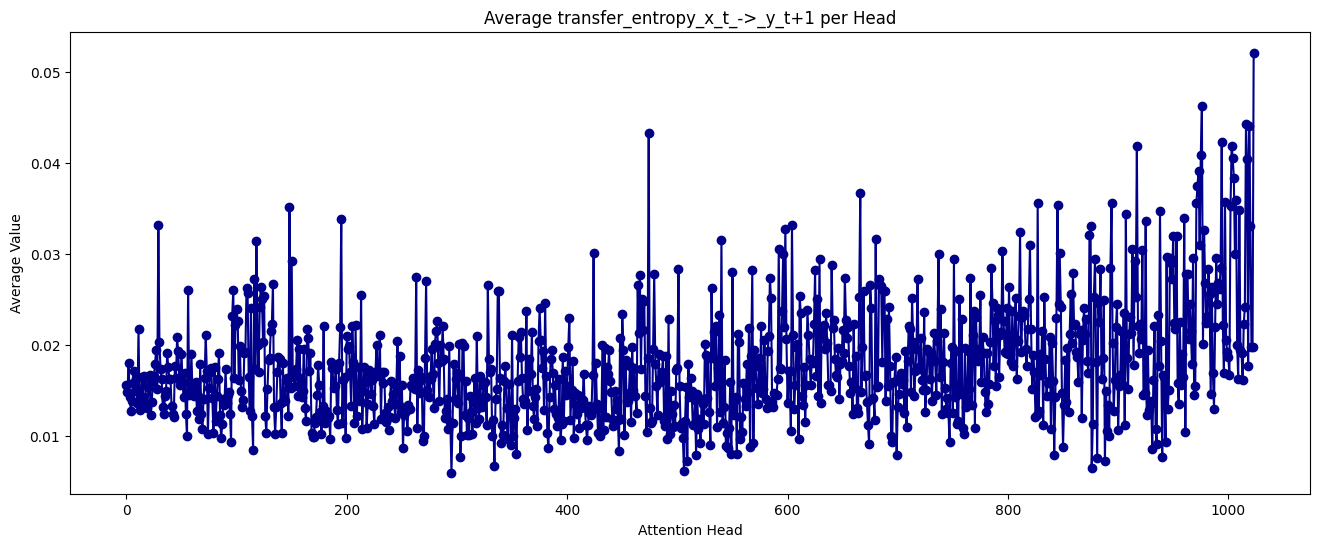 Average transfer_entropy_x_t_->_y_t+1 per Head
0.05
0.04
0.03
0.02
0.01
Average Value
0 200 400 600 800 1000
Attention Head